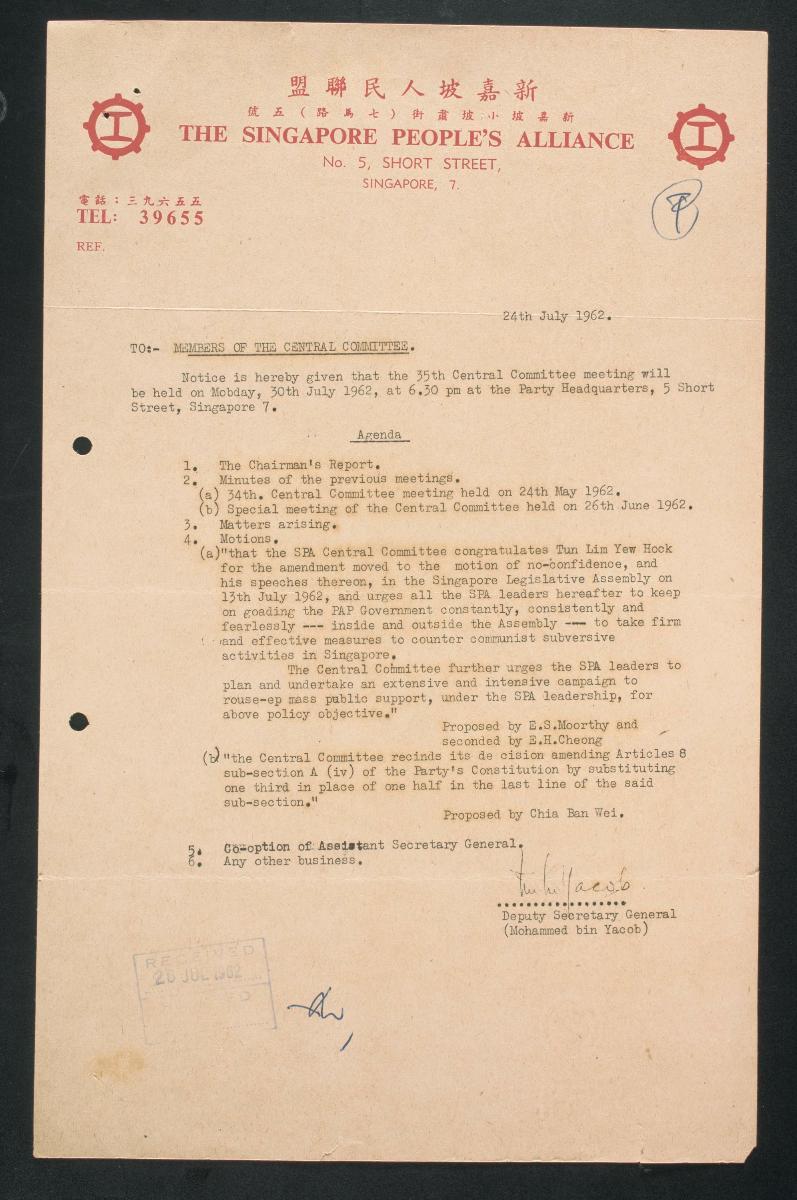 新嘉坡人民聯盟
新嘉坡小坡肅街（七馬路）五號
THE SINGAPORE PEOPLE'S ALLIANCE
No. 5, SHORT STREET,
SINGAPORE, 7.
電話：三九六五五
TEL: 39655
REF.
24th July 1962.
TO:- MEMBERS OF THE CENTRAL COMMITTEE.
Notice is hereby given that the 35th Central Committee meeting will
be held on Mobday, 30th July 1962, at 6.30 pm at the Party Headquarters, 5 Short
Street, Singapore 7.
Agenda
1. The Chairman's Report.
2. Minutes of the previous meetings.
(a) 34th. Central Committee meeting held on 24th May 1962.
(b) Special meeting of the Central Committee held on 26th June 1962.
3. Matters arising.
4. Motions.
(a)"that the SPA Central Committee congratulates Tun Lim Yew Hock
for the amendment moved to the motion of no-confidence, and
his speeches thereon, in the Singapore Legislative Assembly on
13th July 1962, and urges all the SPA leaders hereafter to keep
on goading the PAP Government constantly, consistently and
fearlessly --- inside and outside the Assembly --- to take firm
and effective measures to counter communist subversive
activities in Singapore.
The Central Committee further urges the SPA leaders to
plan and undertake an extensive and intensive campaign to
rouse-ep mass public support, under the SPA leadership, for
above policy objective."
Proposed by E.S.Moorthy and
seconded by E.H.Cheong
(b) "the Central Committee recinds its de cision amending Articles 8
sub-section A (iv) of the Party's Constitution by substituting
one third in place of one half in the last line of the said
sub-section."
Proposed by Chia Ban Wei.
5. Co-option of Assistant Secretary General.
6. Any other business.
Yacob
Deputy Secretary General
(Mohammed bin Yacob)
RECEIVED
26 JUL 1962